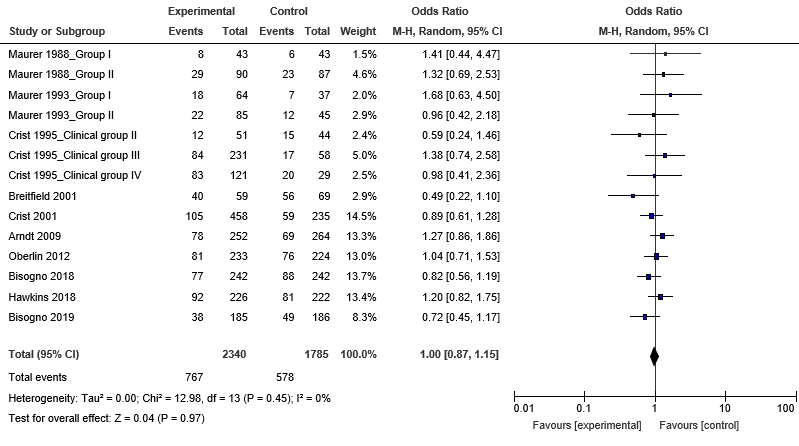 Experimental Control Odds Ratio Odds Ratio
Study or Subgroup Events Total Events Total Weight M-H, Random, 95% CI M-H, Random, 95% CI
Maurer 1988_Group I 8 43 6 43 1.5% 1.41 [0.44, 4.47]
Maurer 1988_Group II 29 90 23 87 4.6% 1.32 [0.69, 2.53]
Maurer 1993_Group I 18 64 7 37 1.9% 1.68 [0.63, 4.50]
Maurer 1993_Group II 22 85 12 45 2.9% 0.96 [0.42, 2.18]
Crist 1995_Clinical group II 12 51 15 44 2.4% 0.59 [0.24, 1.46]
Crist 1995_Clinical group III 84 231 17 58 5.0% 1.38 [0.74, 2.58]
Crist 1995_Clinical group IV 83 121 20 29 2.6% 0.98 [0.41, 2.36]
Breitfield 2001 40 59 56 69 2.9% 0.49 [0.22, 1.10]
Crist 2001 105 458 59 235 14.5% 0.89 [0.61, 1.28]
Arndt 2009 78 252 69 264 13.3% 1.27 [0.86, 1.86]
Oberlin 2012 81 233 76 224 13.0% 1.04 [0.71, 1.53]
Bisogno 2018 77 242 88 242 13.7% 0.82 [0.56, 1.19]
Hawkins 2018 92 226 81 222 13.4% 1.20 [0.82, 1.75]
Bisogno 2019 38 185 49 186 8.3% 0.72 [0.45, 1.17]
Total (95% CI) 2340 1785 100.0% 1.00 [0.87, 1.15]
Total events 767 578
Heterogeneity: Tau² = 0.00; Chi² = 12.98, df = 13 (P = 0.45); I² = 0%
Test for overall effect: Z = 0.04 (P = 0.97)
0.01 0.1 1 10 100
Favours [experimental] Favours [control]